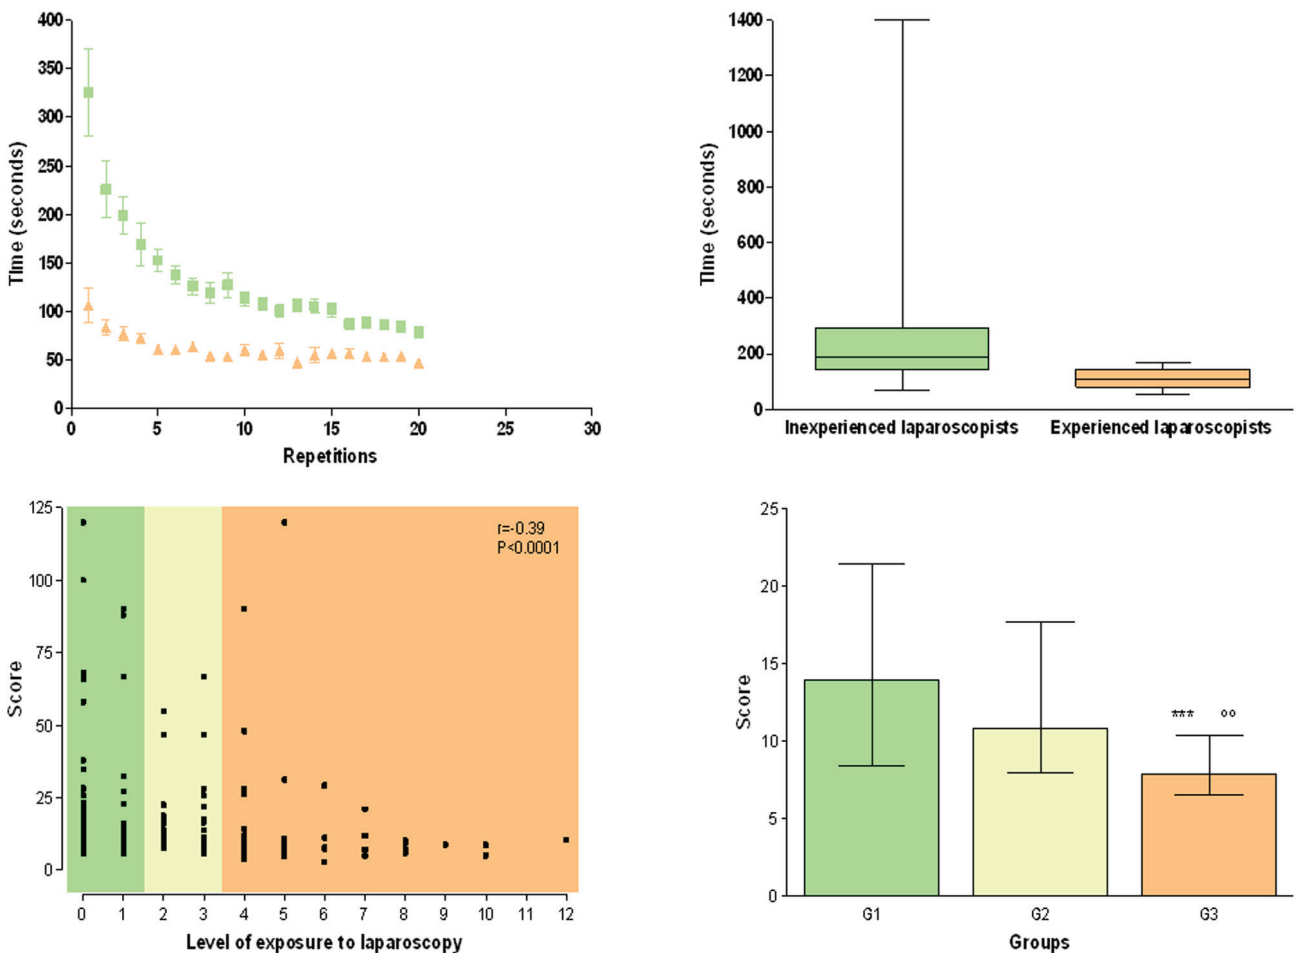 400
350
300
250
200
150
100
50
0
TIme (seconds)
0 5 10 15 20 25 30
Repetitions
1400
1200
1000
800
600
400
200
0
TIme (seconds)
Inexperienced laparoscopists Experienced laparoscopists
125
100
75
50
25
0
Score
r=-0.39
P<0.0001
0 1 2 3 4 5 6 7 8 9 10 11 12
Level of exposure to laparoscopy
25
20
15
10
5
0
Score
*** °°
G1 G2 G3
Groups